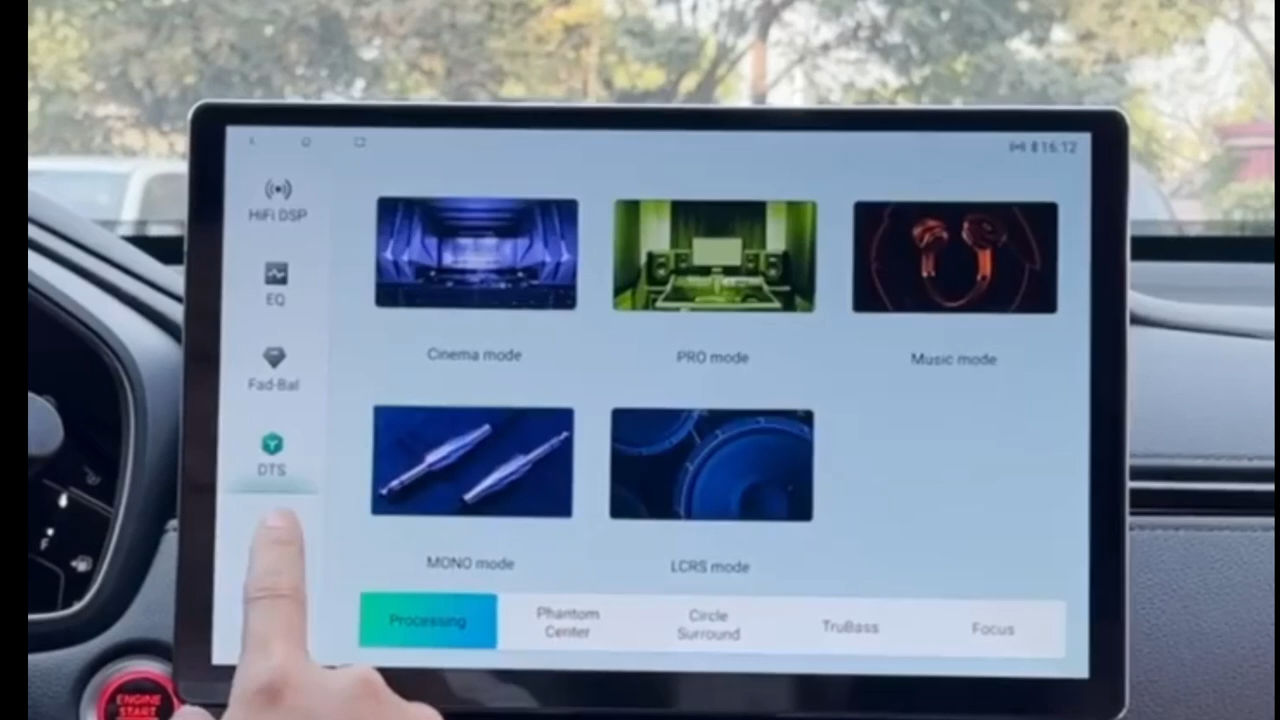 16:12
HiFi DSP
EQ
Fad-Bal
DTS
Cinema mode
PRO mode
Music mode
MONO mode
LCRS mode
Processing
Phantom
Center
Circle
Surround
TruBass
Focus
ENGINE
START